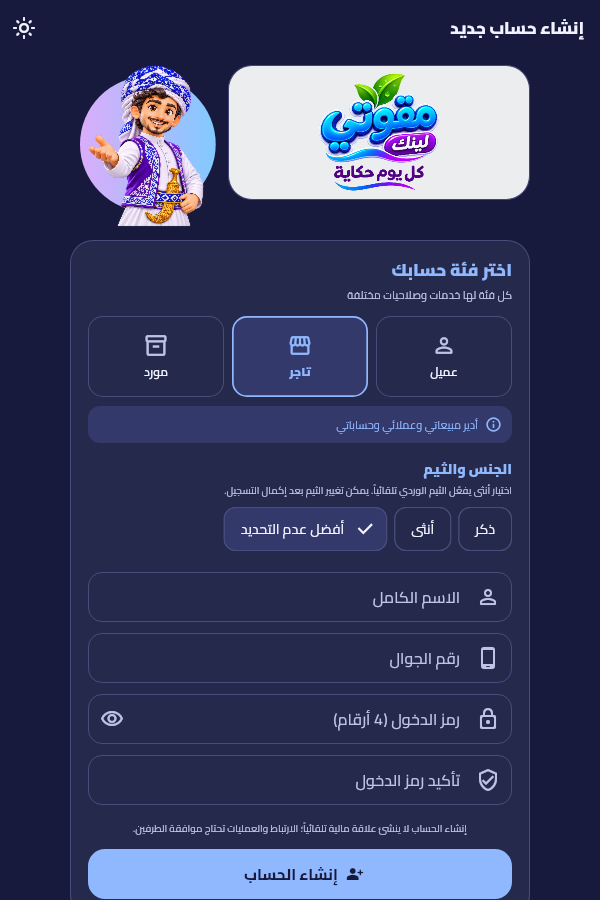 إنشاء حساب جديد
مقوتي
لينك
كل يوم حكاية
اختر فئة حسابك
كل فئة لها خدمات وصلاحيات مختلفة
عميل
تاجر
مورد
أدير مبيعاتي وعملائي وحساباتي
الجنس والثيم
اختيار أنثى يفعّل الثيم الوردي تلقائياً. يمكن تغيير الثيم بعد إكمال التسجيل.
ذكر
أنثى
أفضل عدم التحديد
الاسم الكامل
رقم الجوال
رمز الدخول (4 أرقام)
تأكيد رمز الدخول
إنشاء الحساب لا ينشئ علاقة مالية تلقائياً؛ الارتباط والعمليات تحتاج موافقة الطرفين.
إنشاء الحساب